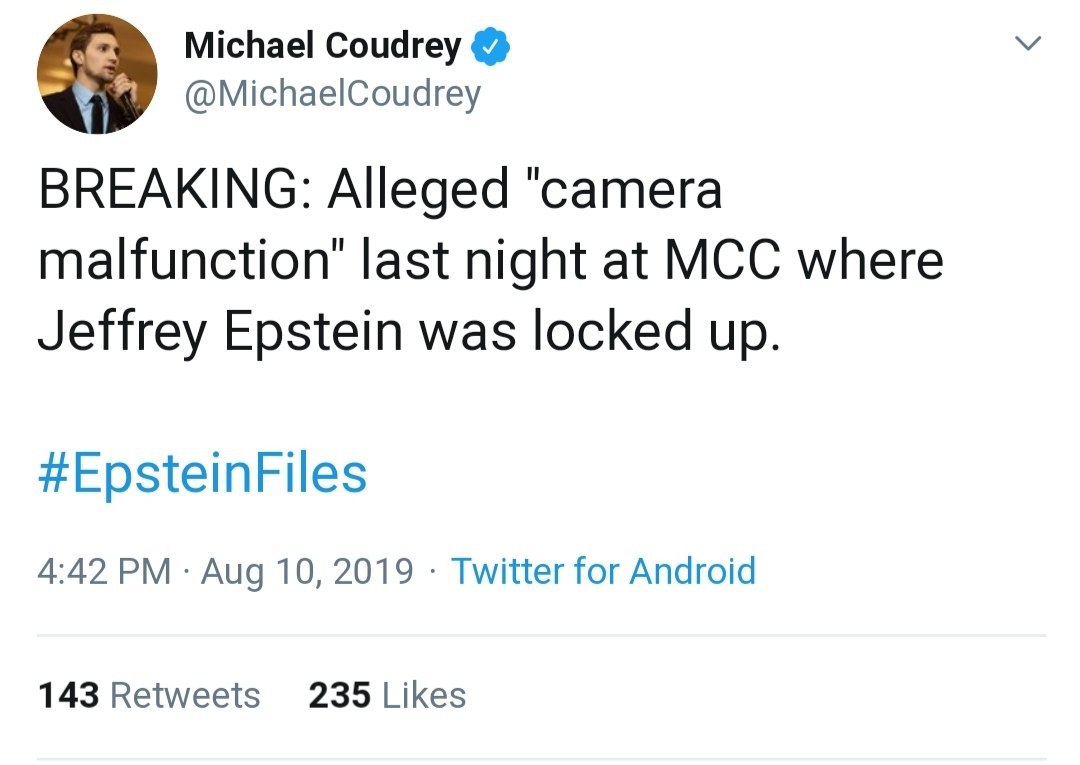 Michael Coudrey
@MichaelCoudrey
BREAKING: Alleged "camera
malfunction" last night at MCC where
Jeffrey Epstein was locked up.
#EpsteinFiles
4:42 PM · Aug 10, 2019 · Twitter for Android
143 Retweets 235 Likes